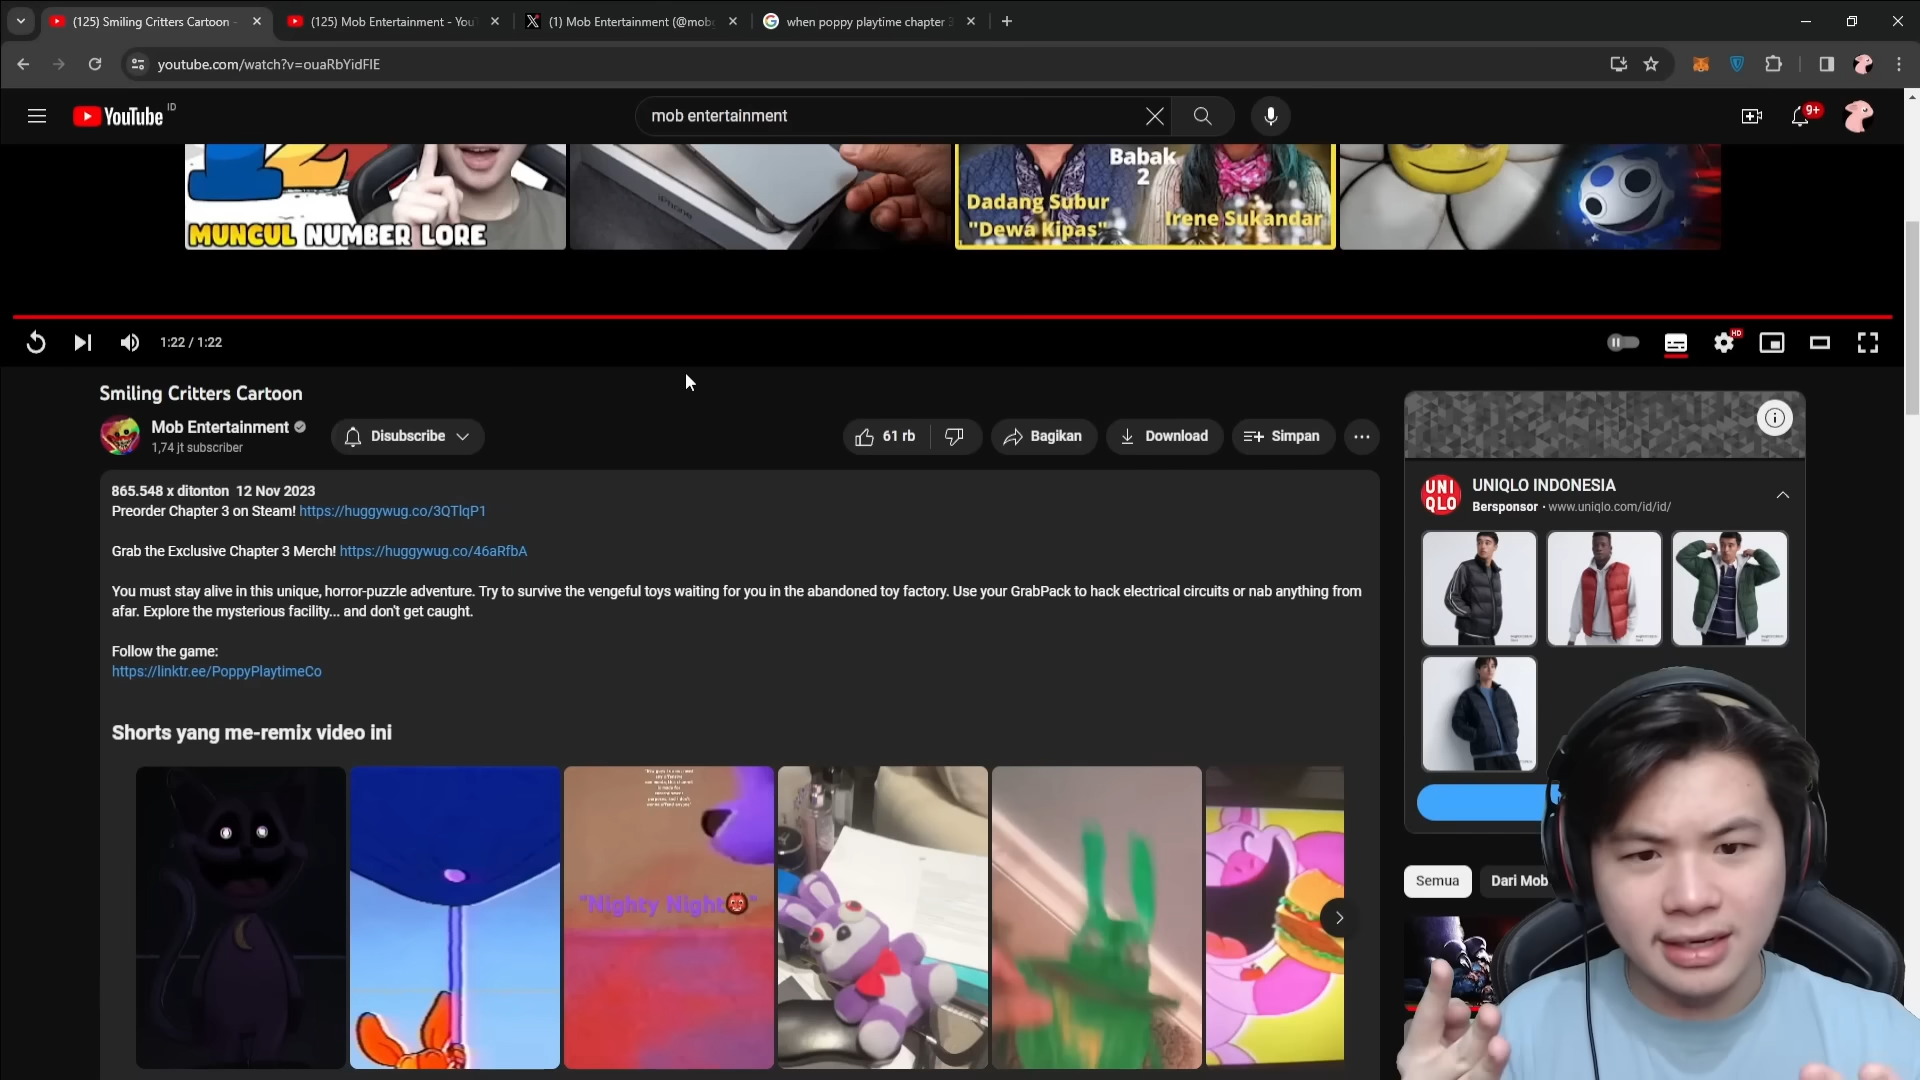 (125) Smiling Critters Cartoon -
(125) Mob Entertainment - You
(1) Mob Entertainment (@mob
when poppy playtime chapter 3
youtube.com/watch?v=ouaRbYidFlE
YouTube ID
mob entertainment
9+
12
MUNCUL NUMBER LORE
iPhone
Babak
2
Dadang Subur
"Dewa Kipas"
Irene Sukandar
1:22 / 1:22
HD
Smiling Critters Cartoon
Mob Entertainment
1,74 jt subscriber
Disubscribe
61 rb
Bagikan
Download
Simpan
865.548 x ditonton 12 Nov 2023
Preorder Chapter 3 on Steam! https://huggywug.co/3QTlqP1
Grab the Exclusive Chapter 3 Merch! https://huggywug.co/46aRfbA
You must stay alive in this unique, horror-puzzle adventure. Try to survive the vengeful toys waiting for you in the abandoned toy factory. Use your GrabPack to hack electrical circuits or nab anything from
afar. Explore the mysterious facility... and don't get caught.
Follow the game:
https://linktr.ee/PoppyPlaytimeCo
Shorts yang me-remix video ini
"Nighty Night"
UNI
QLO
UNIQLO INDONESIA
Bersponsor · www.uniqlo.com/id/id/
Semua
Dari Mob